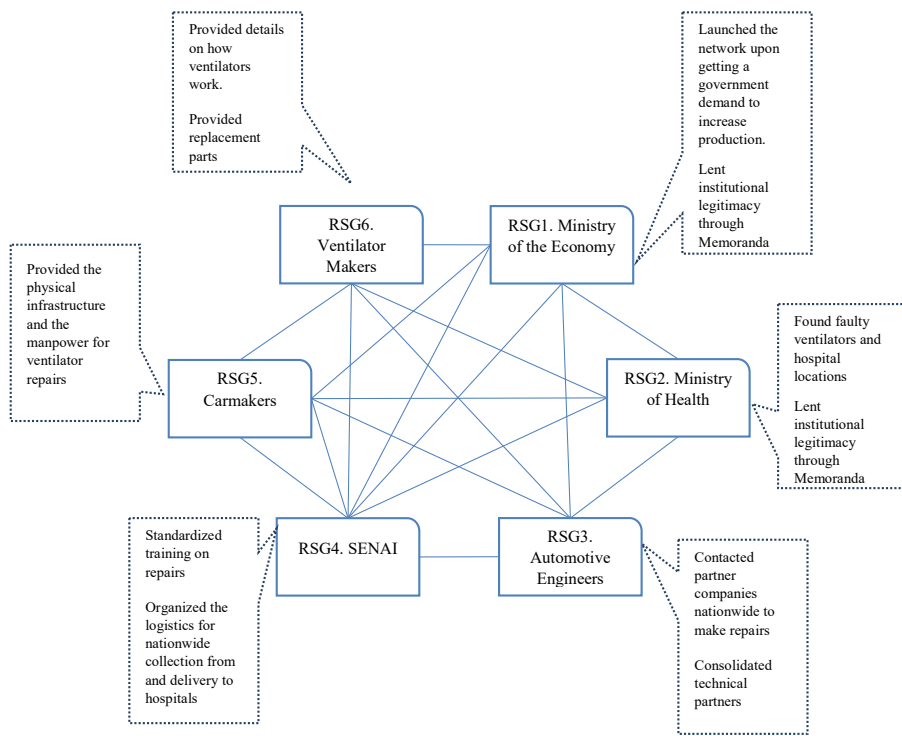 Provided details
on how
ventilators
work.
Provided
replacement
parts
Launched the
network upon
getting a
government
demand to
increase
production.
Lent
institutional
legitimacy
through
Memoranda
RSG6.
Ventilator
Makers
RSG1. Ministry
of the Economy
Provided the
physical
infrastructure
and the
manpower for
ventilator
repairs
RSG5.
Carmakers
RSG2. Ministry
of Health
Found faulty
ventilators and
hospital
locations
Lent
institutional
legitimacy
through
Memoranda
Standardized
training on
repairs
Organized the
logistics for
nationwide
collection from
and delivery to
hospitals
RSG4. SENAI
RSG3.
Automotive
Engineers
Contacted
partner
companies
nationwide to
make repairs
Consolidated
technical
partners